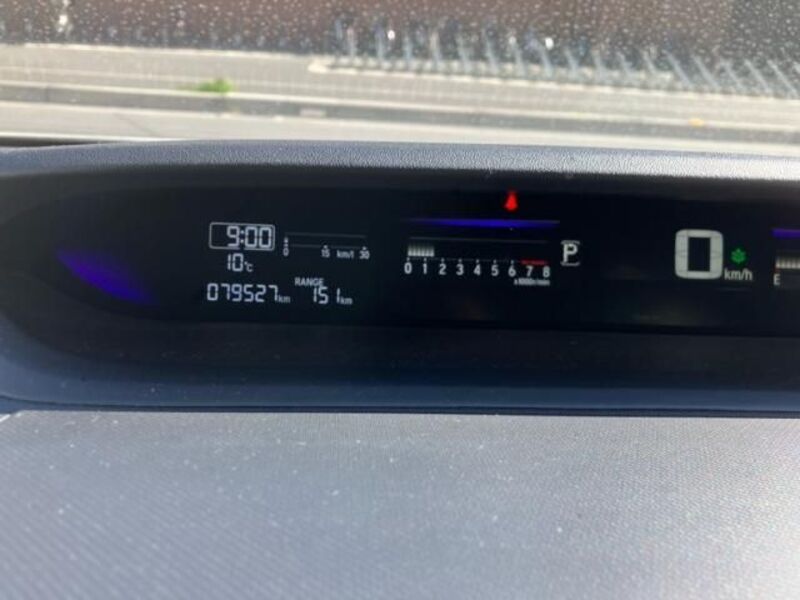 9:00
10°C
0 15 km/l 30
079527km
RANGE
151km
0 1 2 3 4 5 6 7 8
x1000r/min
P
0 km/h
E